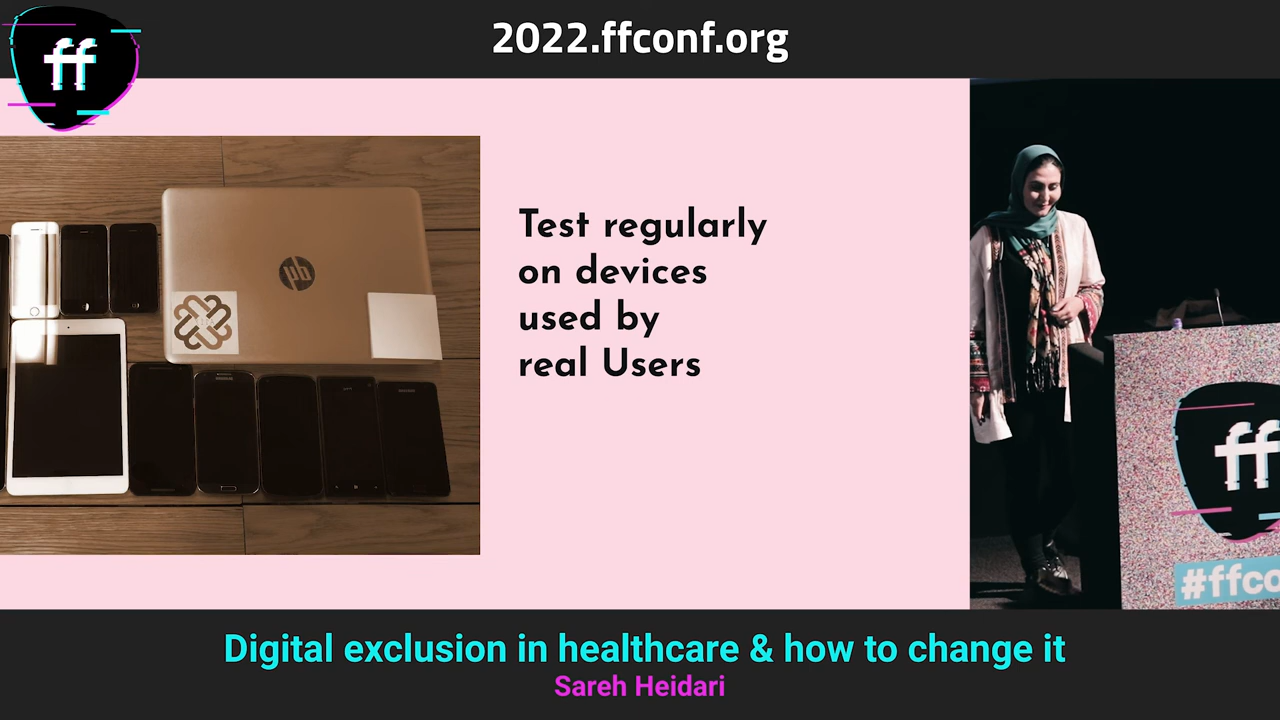 2022.ffconf.org
ff
Test regularly
on devices
used by
real Users
hp
ff
#ffco
Digital exclusion in healthcare & how to change it
Sareh Heidari